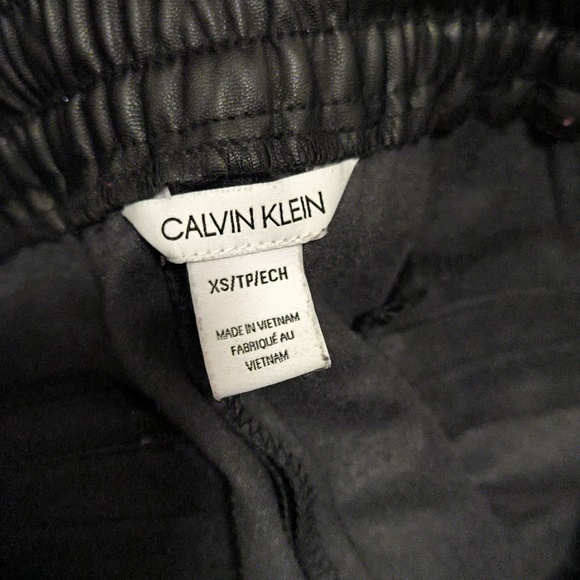 CALVIN KLEIN
XS/TP/ECH
MADE IN VIETNAM
FABRIQUÉ AU
VIETNAM